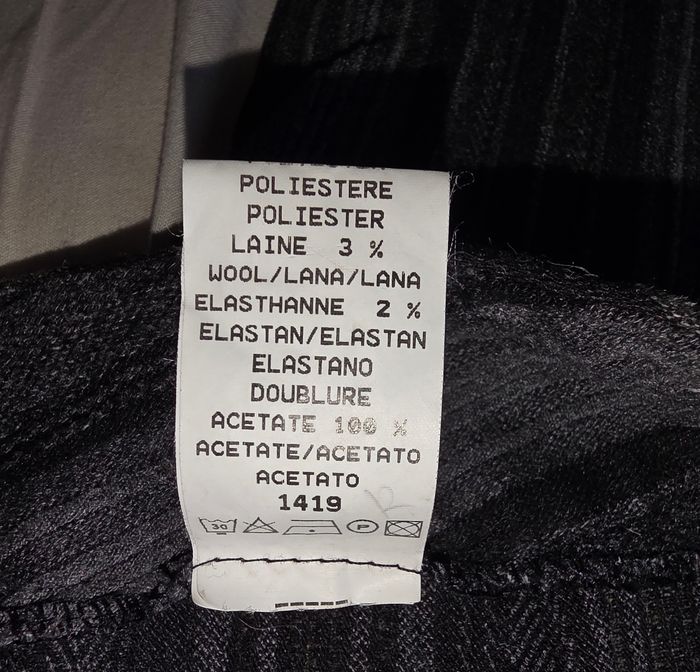 POLIESTERE
POLIESTER
LAINE 3 %
WOOL/LANA/LANA
ELASTHANNE 2 %
ELASTAN/ELASTAN
ELASTANO
DOUBLURE
ACETATE 100 %
ACETATE/ACETATO
ACETATO
1419
30 P